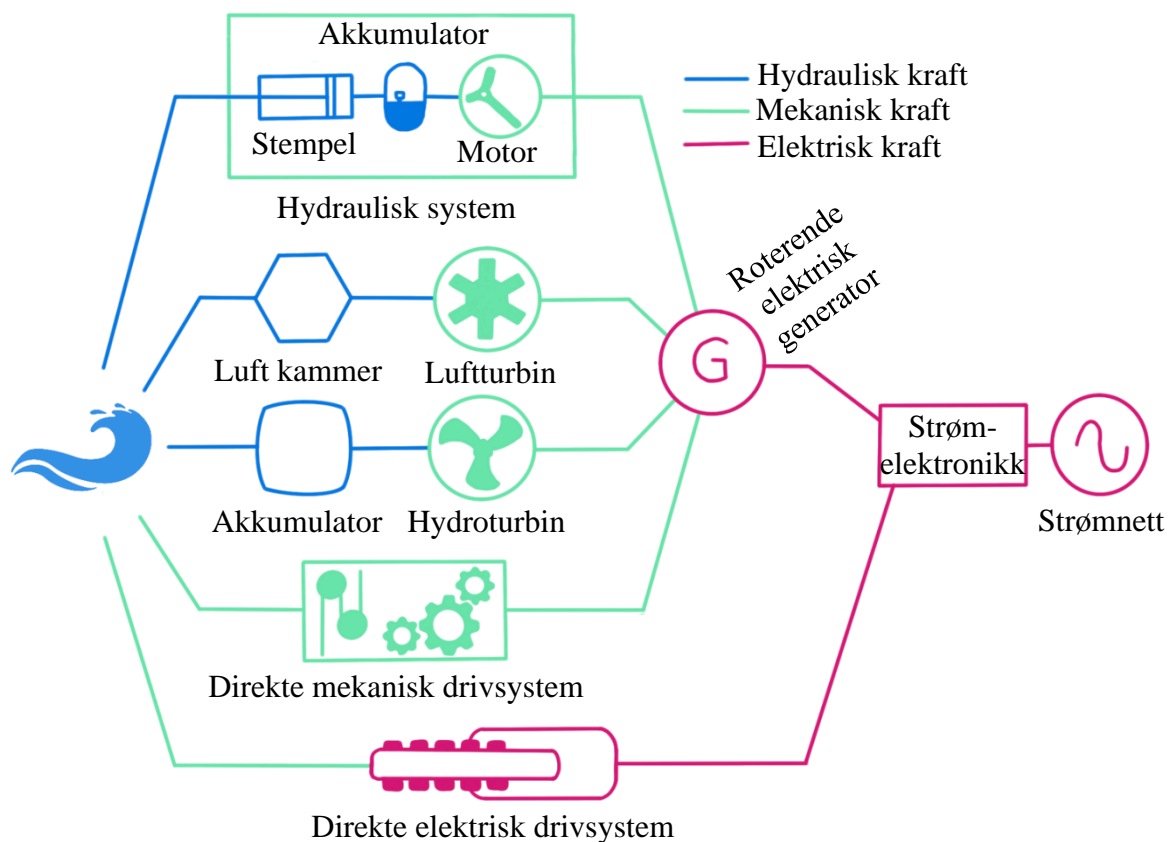 Akkumulator
Stempel
Motor
Hydraulisk system
Hydraulisk kraft
Mekanisk kraft
Elektrisk kraft
Luft kammer
Luftturbin
Roterende
elektrisk
generator
G
Akkumulator
Hydroturbin
Strøm-
elektronikk
Strømnett
Direkte mekanisk drivsystem
Direkte elektrisk drivsystem